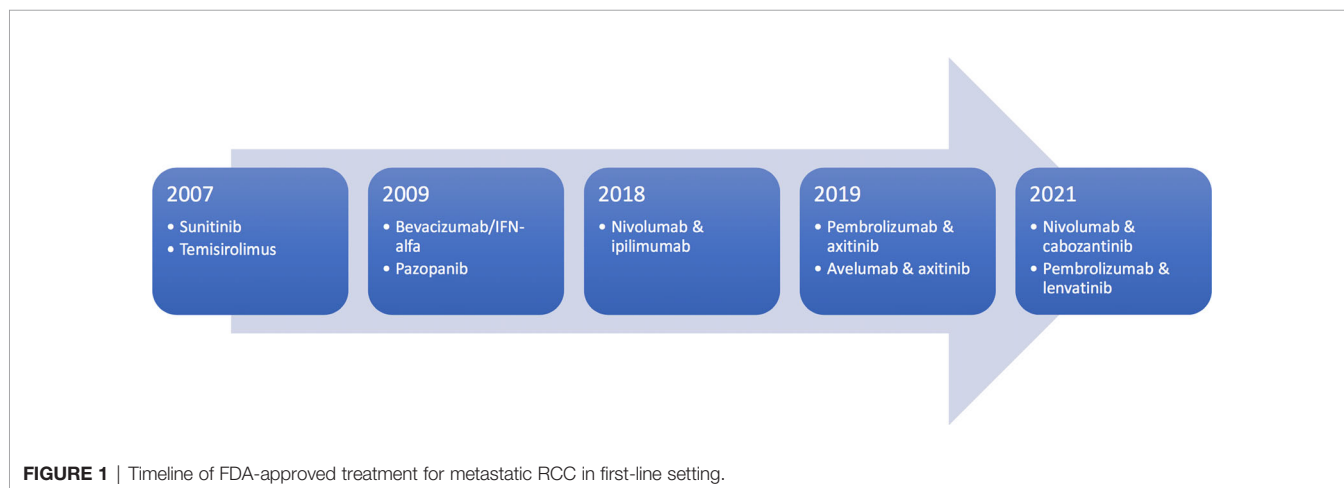 2007
• Sunitinib
• Temisirolimus
2009
• Bevacizumab/IFN-
alfa
• Pazopanib
2018
• Nivolumab &
ipilimumab
2019
• Pembrolizumab &
axitinib
• Avelumab & axitinib
2021
• Nivolumab &
cabozantinib
• Pembrolizumab &
lenvatinib
FIGURE 1 | Timeline of FDA-approved treatment for metastatic RCC in first-line setting.